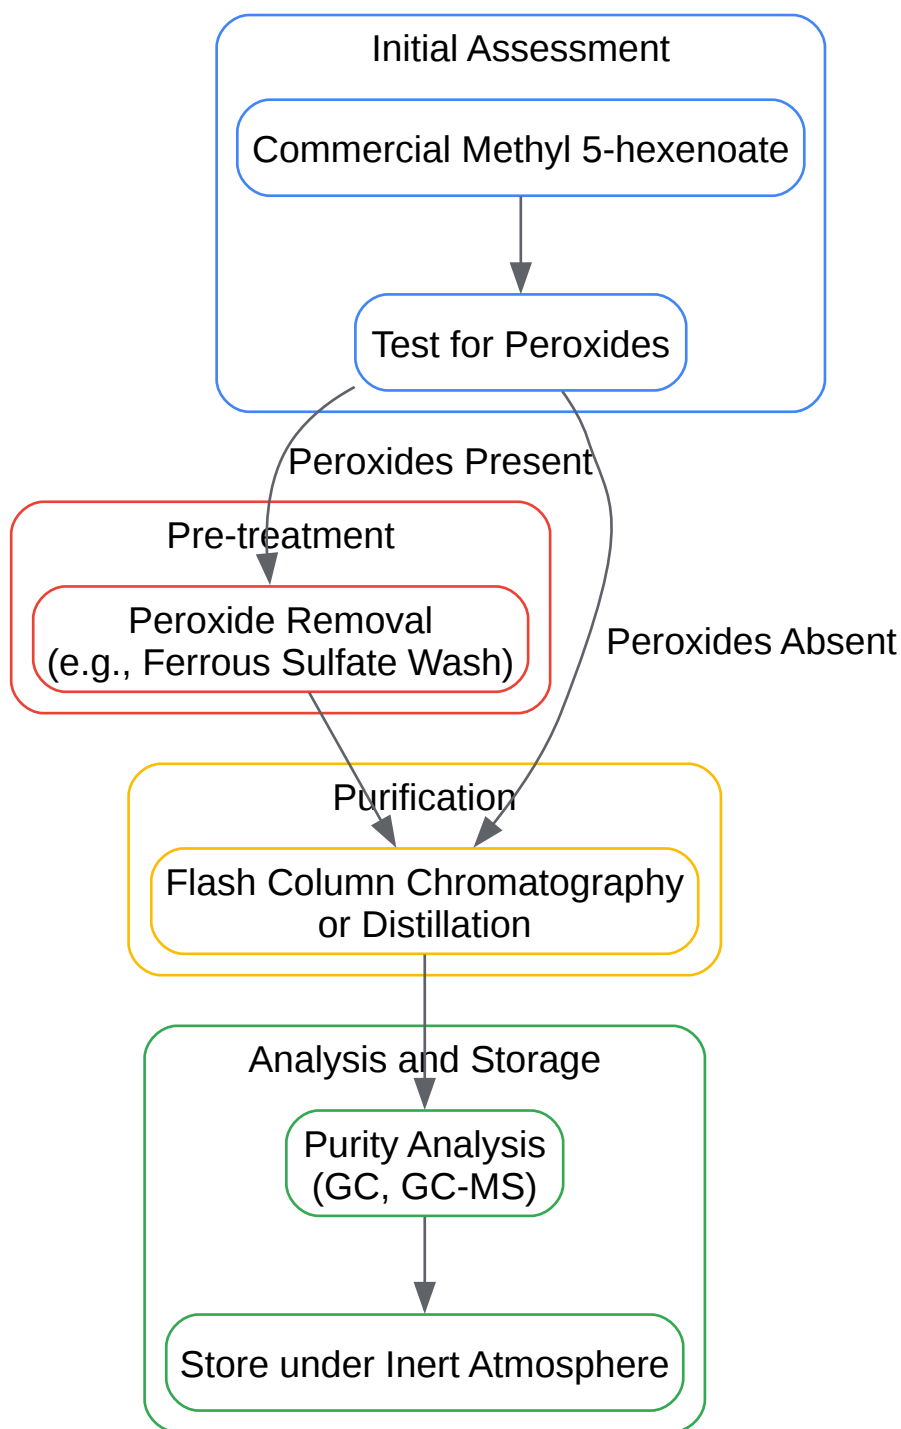 Initial Assessment
Commercial Methyl 5-hexenoate
Test for Peroxides
Peroxides Present
Pre-treatment
Peroxide Removal
(e.g., Ferrous Sulfate Wash)
Peroxides Absent
Purification
Flash Column Chromatography
or Distillation
Analysis and Storage
Purity Analysis
(GC, GC-MS)
Store under Inert Atmosphere